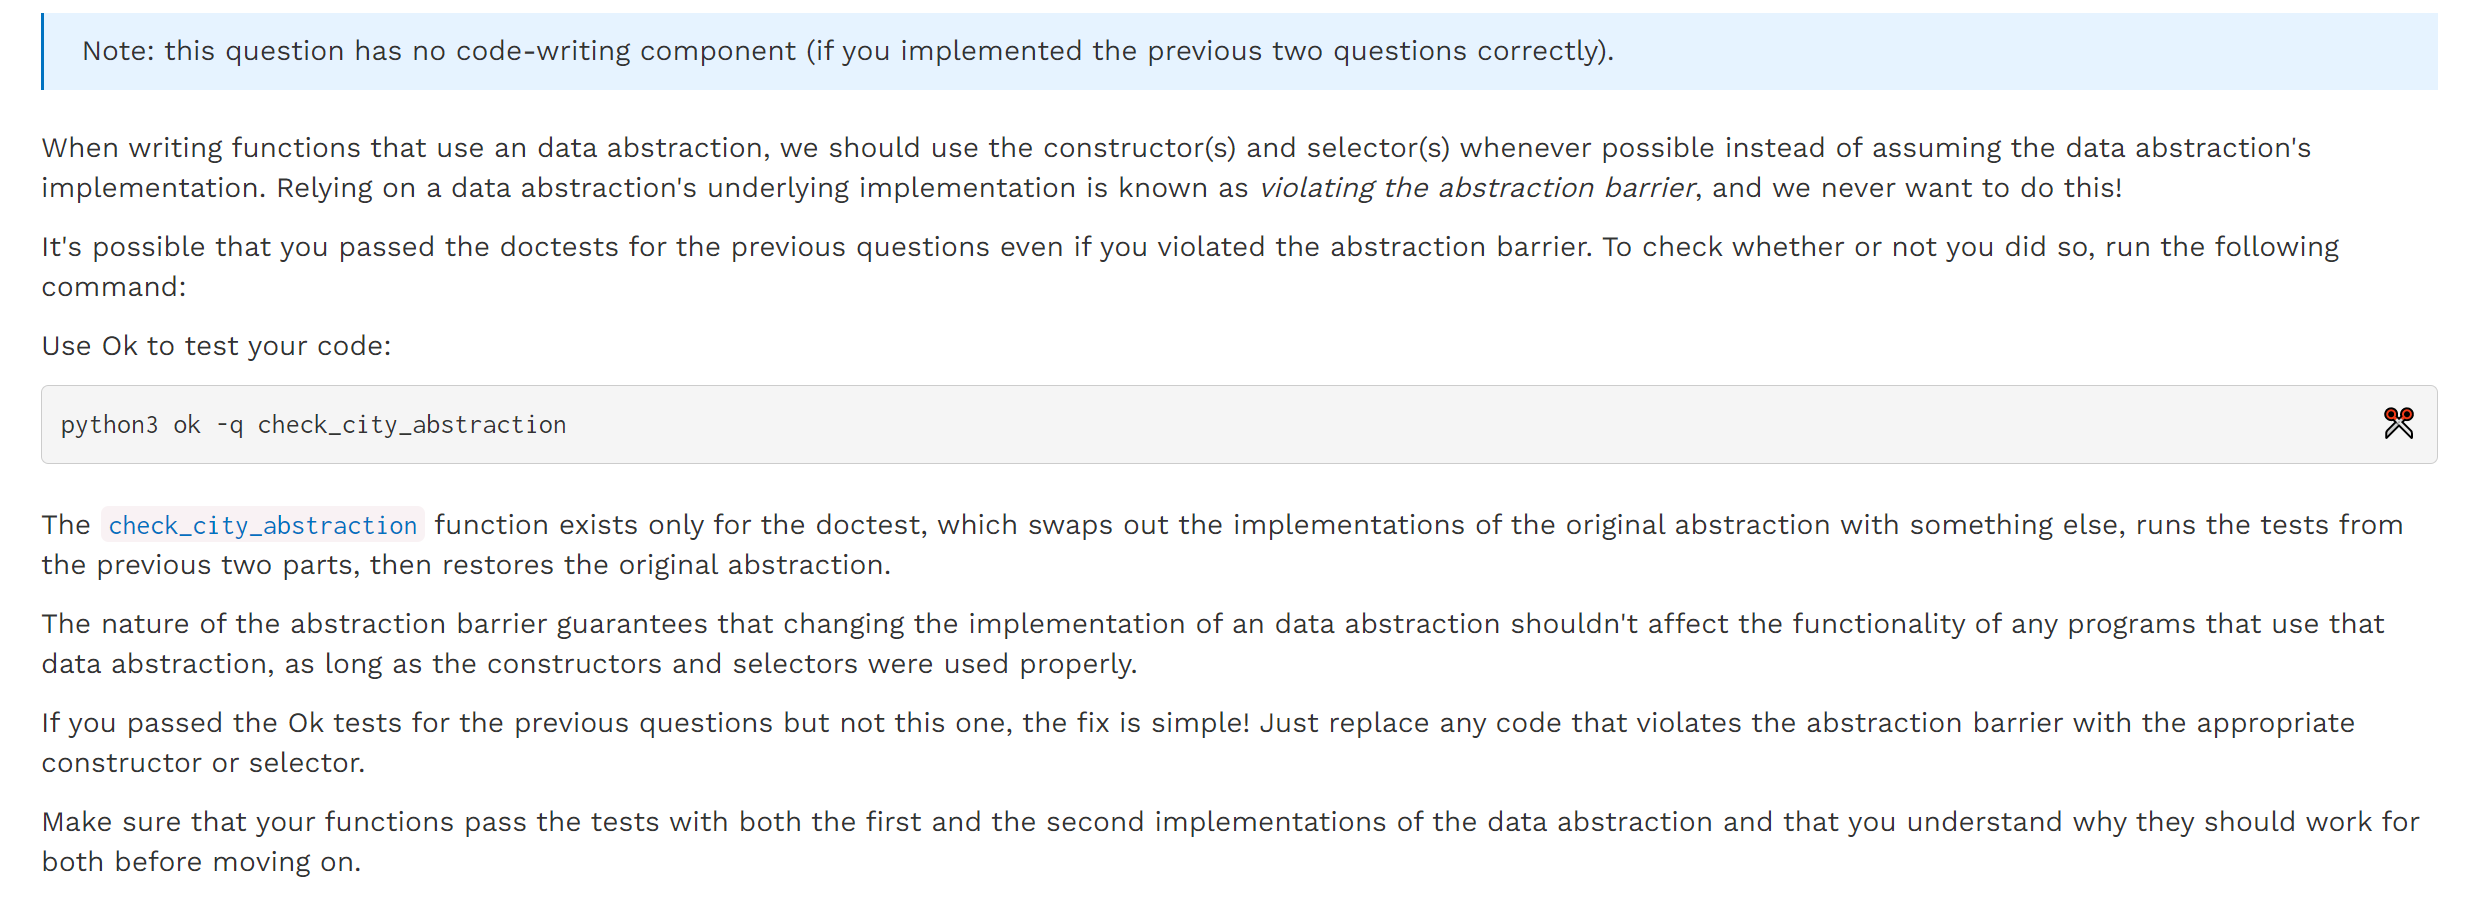 Note: this question has no code-writing component (if you implemented the previous two questions correctly).
When writing functions that use an data abstraction, we should use the constructor(s) and selector(s) whenever possible instead of assuming the data abstraction's
implementation. Relying on a data abstraction's underlying implementation is known as violating the abstraction barrier, and we never want to do this!
It's possible that you passed the doctests for the previous questions even if you violated the abstraction barrier. To check whether or not you did so, run the following
command:
Use Ok to test your code:
python3 ok -q check_city_abstraction
The check_city_abstraction function exists only for the doctest, which swaps out the implementations of the original abstraction with something else, runs the tests from
the previous two parts, then restores the original abstraction.
The nature of the abstraction barrier guarantees that changing the implementation of an data abstraction shouldn't affect the functionality of any programs that use that
data abstraction, as long as the constructors and selectors were used properly.
If you passed the Ok tests for the previous questions but not this one, the fix is simple! Just replace any code that violates the abstraction barrier with the appropriate
constructor or selector.
Make sure that your functions pass the tests with both the first and the second implementations of the data abstraction and that you understand why they should work for
both before moving on.